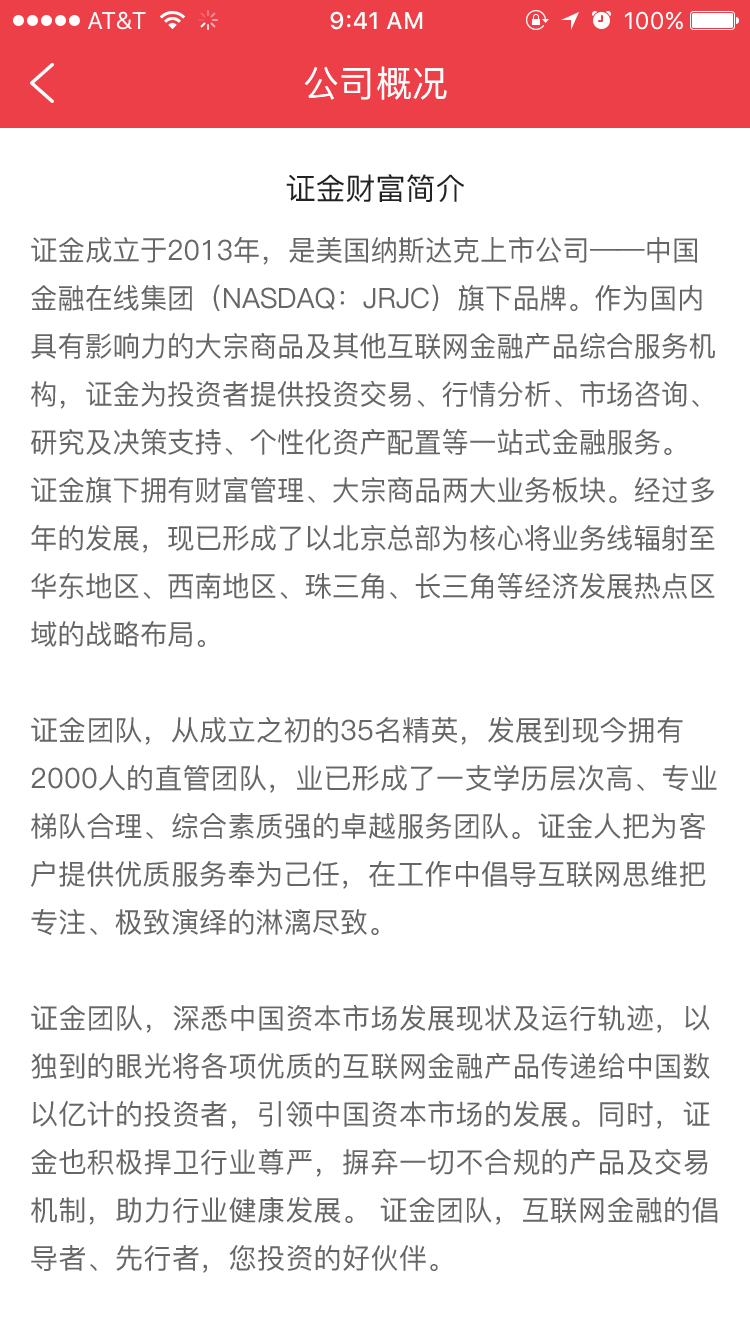 AT&T 9:41 AM 100%
公司概况
证金财富简介
证金成立于2013年，是美国纳斯达克上市公司——中国
金融在线集团（NASDAQ：JRJC）旗下品牌。作为国内
具有影响力的大宗商品及其他互联网金融产品综合服务机
构，证金为投资者提供投资交易、行情分析、市场咨询、
研究及决策支持、个性化资产配置等一站式金融服务。
证金旗下拥有财富管理、大宗商品两大业务板块。经过多
年的发展，现已形成了以北京总部为核心将业务线辐射至
华东地区、西南地区、珠三角、长三角等经济发展热点区
域的战略布局。
证金团队，从成立之初的35名精英，发展到现今拥有
2000人的直管团队，业已形成了一支学历层次高、专业
梯队合理、综合素质强的卓越服务团队。证金人把为客
户提供优质服务奉为己任，在工作中倡导互联网思维把
专注、极致演绎的淋漓尽致。
证金团队，深悉中国资本市场发展现状及运行轨迹，以
独到的眼光将各项优质的互联网金融产品传递给中国数
以亿计的投资者，引领中国资本市场的发展。同时，证
金也积极捍卫行业尊严，摒弃一切不合规的产品及交易
机制，助力行业健康发展。 证金团队，互联网金融的倡
导者、先行者，您投资的好伙伴。